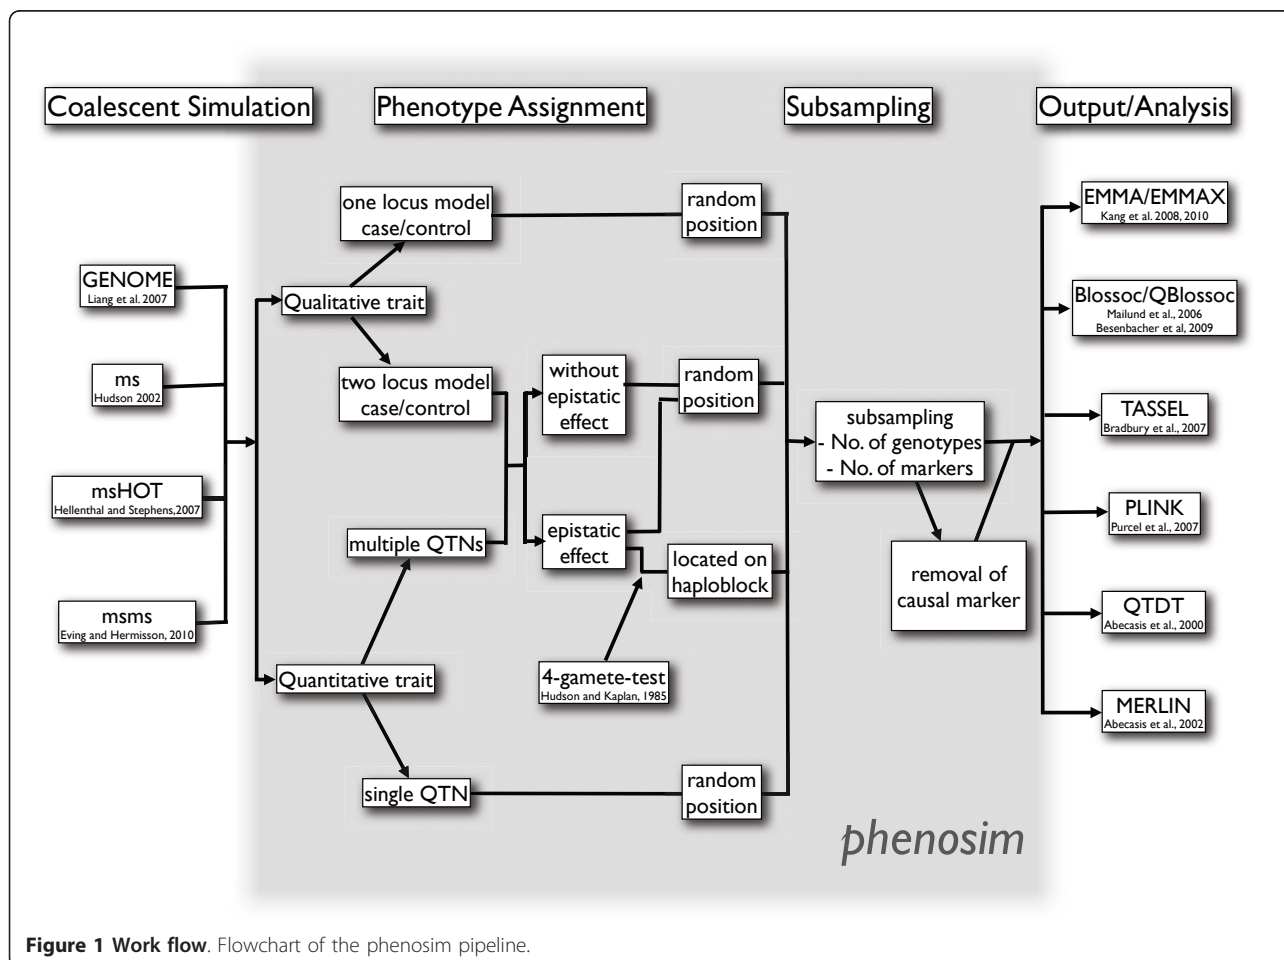 Coalescent Simulation
Phenotype Assignment
Subsampling
Output/Analysis
GENOME
Liang et al. 2007
ms
Hudson 2002
msHOT
Hellenthal and Stephens,2007
msms
Eving and Hermisson, 2010
one locus model
case/control
Qualitative trait
two locus model
case/control
multiple QTNs
Quantitative trait
single QTN
without
epistatic
effect
epistatic
effect
4-gamete-test
Hudson and Kaplan, 1985
random
position
random
position
located on
haploblock
random
position
subsampling
- No. of genotypes
- No. of markers
removal of
causal marker
EMMA/EMMAX
Kang et al. 2008, 2010
Blossoc/QBlossoc
Mailund et al., 2006
Besenbacher et al, 2009
TASSEL
Bradbury et al., 2007
PLINK
Purcel et al., 2007
QTDT
Abecasis et al., 2000
MERLIN
Abecasis et al., 2002
phenosim
Figure 1 Work flow. Flowchart of the phenosim pipeline.